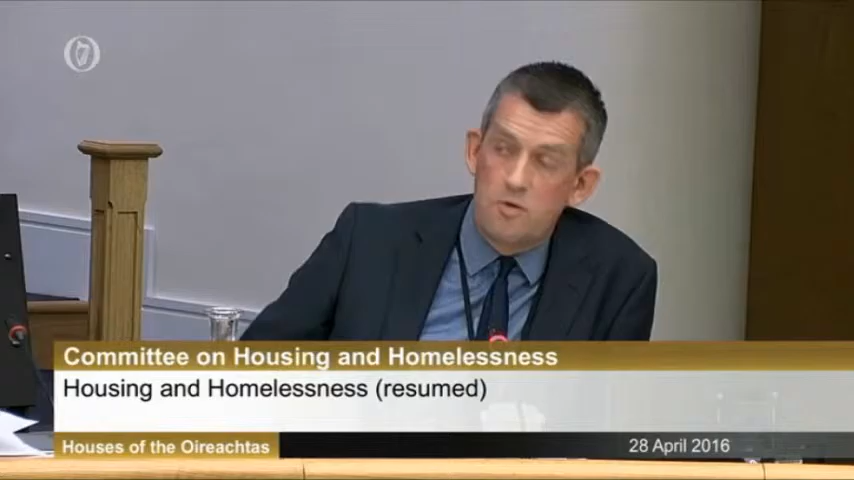 Committee on Housing and Homelessness
Housing and Homelessness (resumed)
Houses of the Oireachtas
28 April 2016